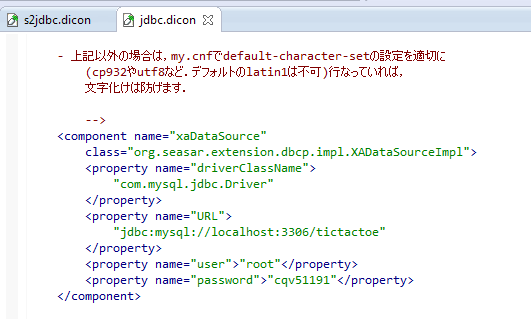 s2jdbc.dicon jdbc.dicon
- 上記以外の場合は，my.cnfでdefault-character-setの設定を適切に
(cp932やutf8など．デフォルトのlatin1は不可)行なっていれば，
文字化けは防げます．
-->
<component name="xaDataSource"
class="org.seasar.extension.dbcp.impl.XADataSourceImpl">
<property name="driverClassName">
"com.mysql.jdbc.Driver"
</property>
<property name="URL">
"jdbc:mysql://localhost:3306/tictactoe"
</property>
<property name="user">"root"</property>
<property name="password">"cqv51191"</property>
</component>